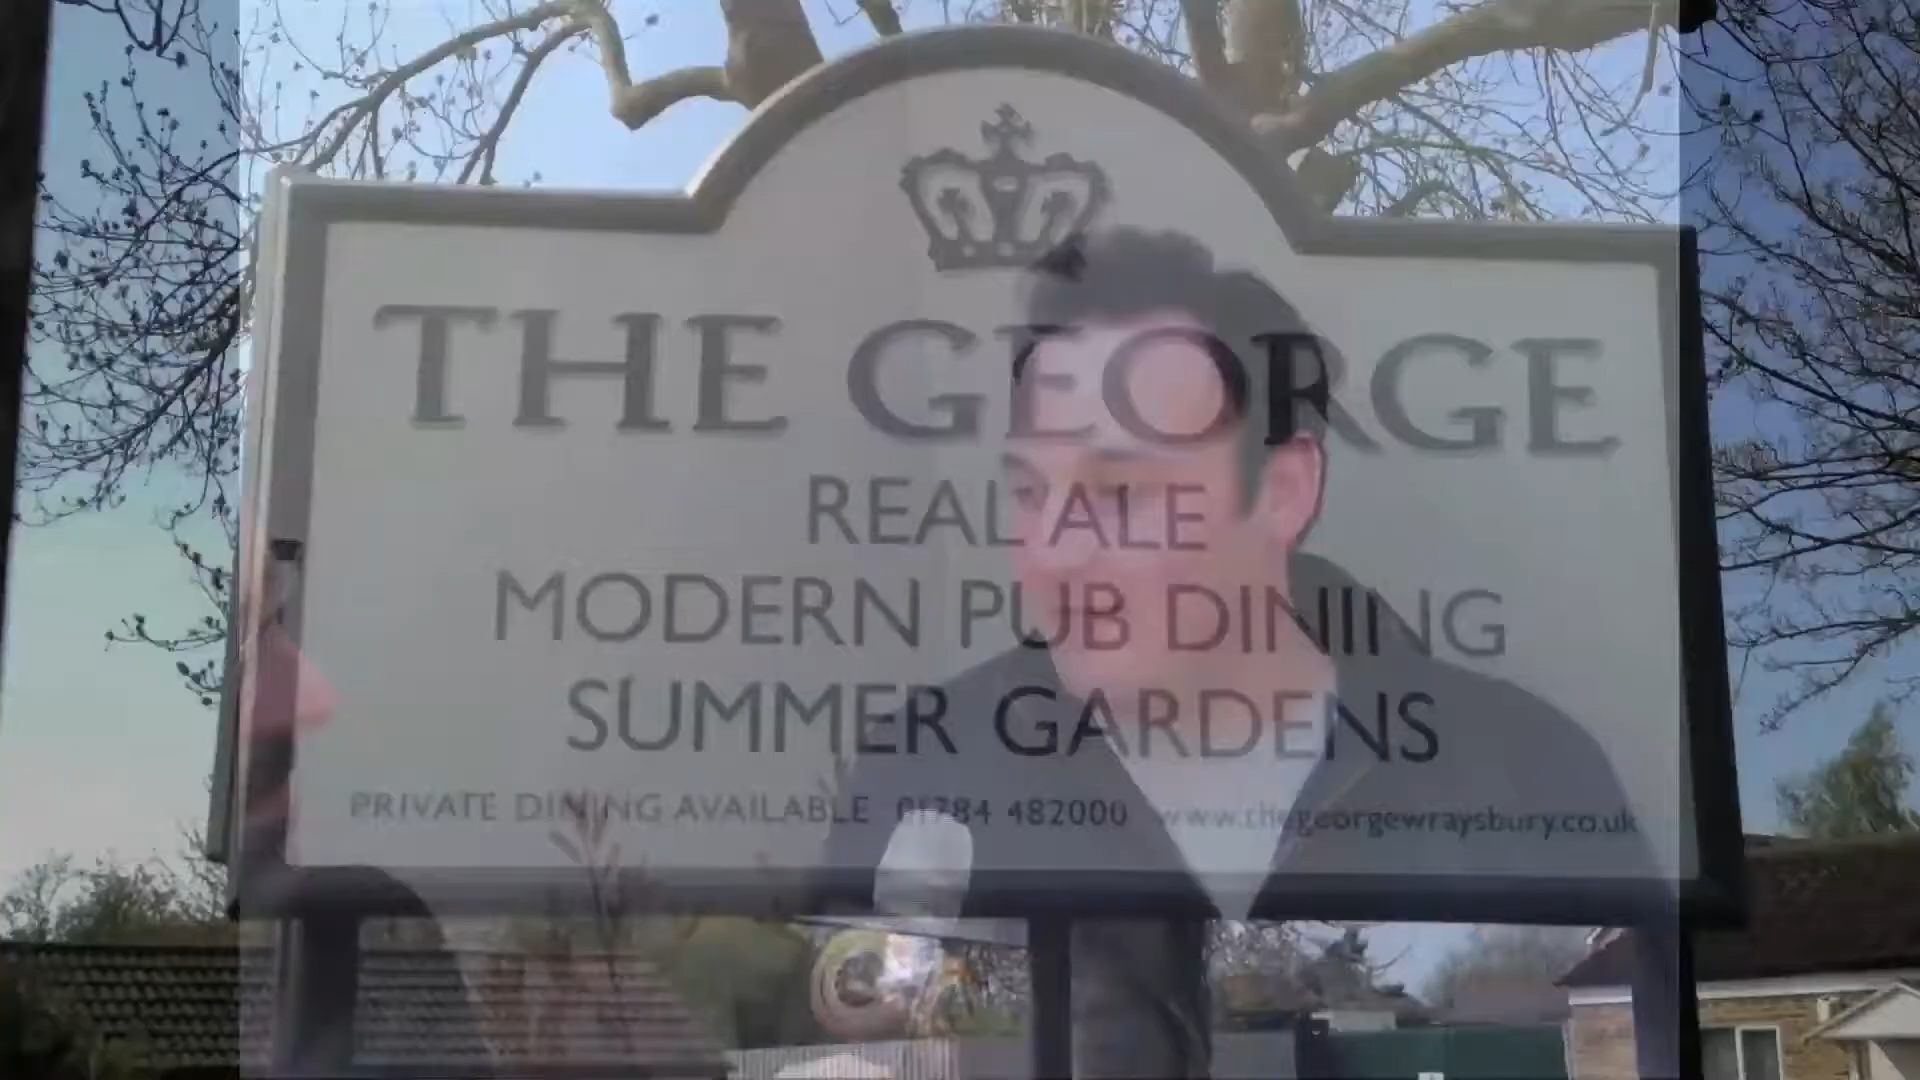 THE GEORGE
REAL ALE
MODERN PUB DINING
SUMMER GARDENS
PRIVATE DINING AVAILABLE 01784 482000 www.thegeorgewraysbury.co.uk